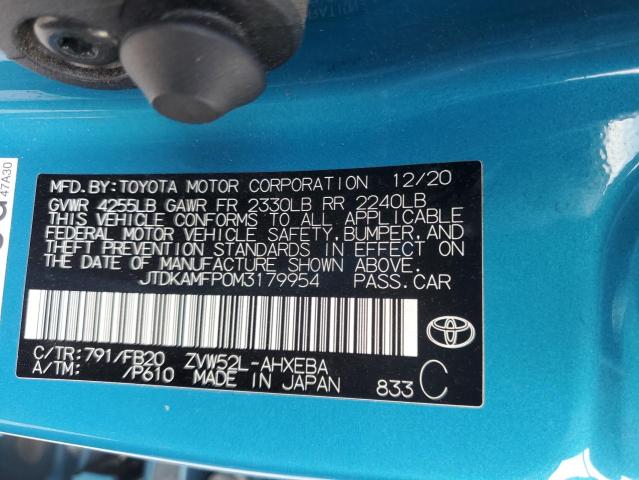 47A30
MFD. BY: TOYOTA MOTOR CORPORATION 12/20
GVWR 4255LB GAWR FR 2330LB RR 2240LB
THIS VEHICLE CONFORMS TO ALL APPLICABLE
FEDERAL MOTOR VEHICLE SAFETY, BUMPER, AND
THEFT PREVENTION STANDARDS IN EFFECT ON
THE DATE OF MANUFACTURE SHOWN ABOVE.
JTDKAMFP0M3179954 PASS.CAR
C/TR: 791/FB20 ZVW52L-AHXEBA
A/TM: /P610 MADE IN JAPAN 833 C